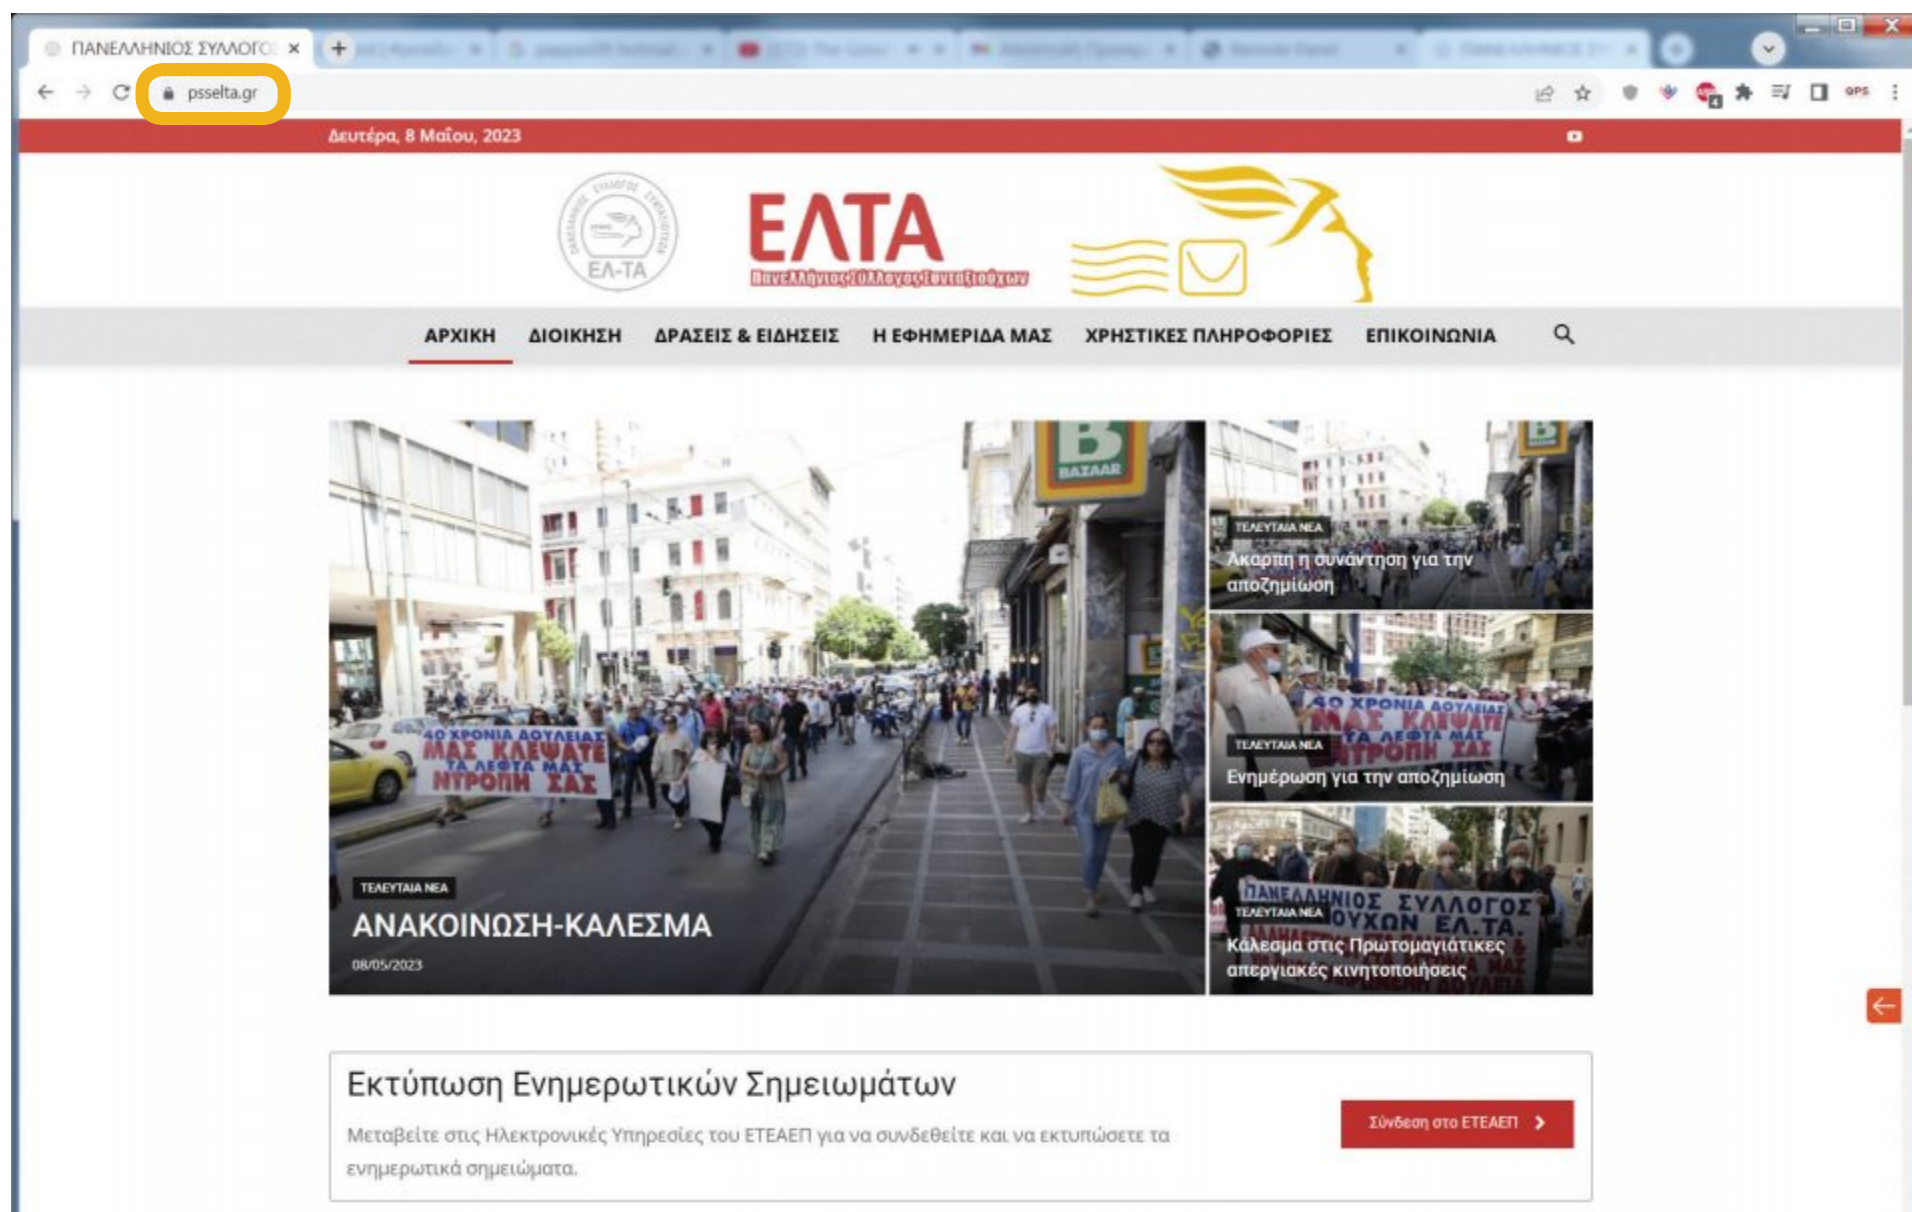 ΠΑΝΕΛΛΗΝΙΟΣ ΣΥΛΛΟΓΟΣ
psselta.gr
Δευτέρα, 8 Μαΐου, 2023
ΠΑΝΕΛΛΗΝΙΟΣ ΣΥΛΛΟΓΟΣ ΣΥΝΤΑΞΙΟΥΧΩΝ
ΕΛ-ΤΑ
ΕΛΤΑ
Πανελλήνιος Σύλλογος Συνταξιούχων
ΑΡΧΙΚΗ ΔΙΟΙΚΗΣΗ ΔΡΑΣΕΙΣ & ΕΙΔΗΣΕΙΣ Η ΕΦΗΜΕΡΙΔΑ ΜΑΣ ΧΡΗΣΤΙΚΕΣ ΠΛΗΡΟΦΟΡΙΕΣ ΕΠΙΚΟΙΝΩΝΙΑ
B
BAZAAR
40 ΧΡΟΝΙΑ ΔΟΥΛΕΙΑΣ
ΜΑΣ ΚΛΕΨΑΤΕ
ΤΑ ΛΕΦΤΑ ΜΑΣ
ΝΤΡΟΠΗ ΣΑΣ
ΤΕΛΕΥΤΑΙΑ ΝΕΑ
ΑΝΑΚΟΙΝΩΣΗ-ΚΑΛΕΣΜΑ
08/05/2023
B
ΤΕΛΕΥΤΑΙΑ ΝΕΑ
Άκαρπη η συνάντηση για την
αποζημίωση
40 ΧΡΟΝΙΑ ΔΟΥΛΕΙΑΣ
ΜΑΣ ΚΛΕΨΑΤΕ
ΤΑ ΛΕΦΤΑ ΜΑΣ
ΝΤΡΟΠΗ ΣΑΣ
ΤΕΛΕΥΤΑΙΑ ΝΕΑ
Ενημέρωση για την αποζημίωση
ΠΑΝΕΛΛΗΝΙΟΣ ΣΥΛΛΟΓΟΣ
ΟΥΧΩΝ ΕΛ.ΤΑ.
ΤΕΛΕΥΤΑΙΑ ΝΕΑ
Κάλεσμα στις Πρωτομαγιάτικες
απεργιακές κινητοποιήσεις
Εκτύπωση Ενημερωτικών Σημειωμάτων
Μεταβείτε στις Ηλεκτρονικές Υπηρεσίες του ΕΤΕΑΕΠ για να συνδεθείτε και να εκτυπώσετε τα
ενημερωτικά σημειώματα.
Σύνδεση στο ΕΤΕΑΕΠ